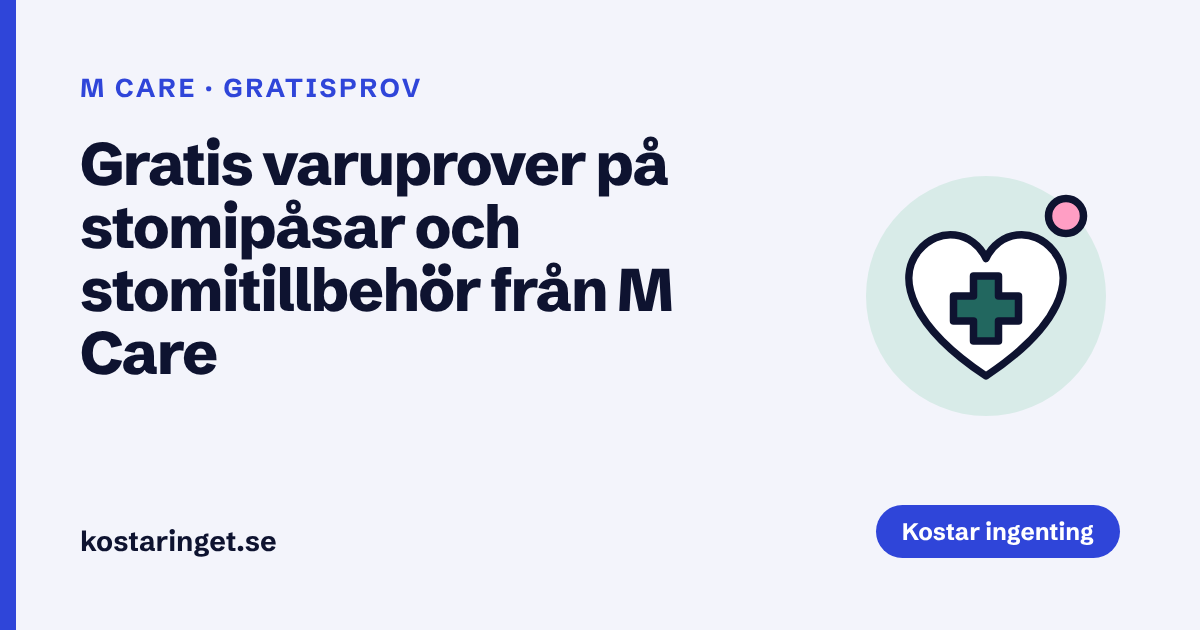 M CARE · GRATISPROV
Gratis varuprover på
stomipåsar och
stomitillbehör från M
Care
kostaringet.se
Kostar ingenting